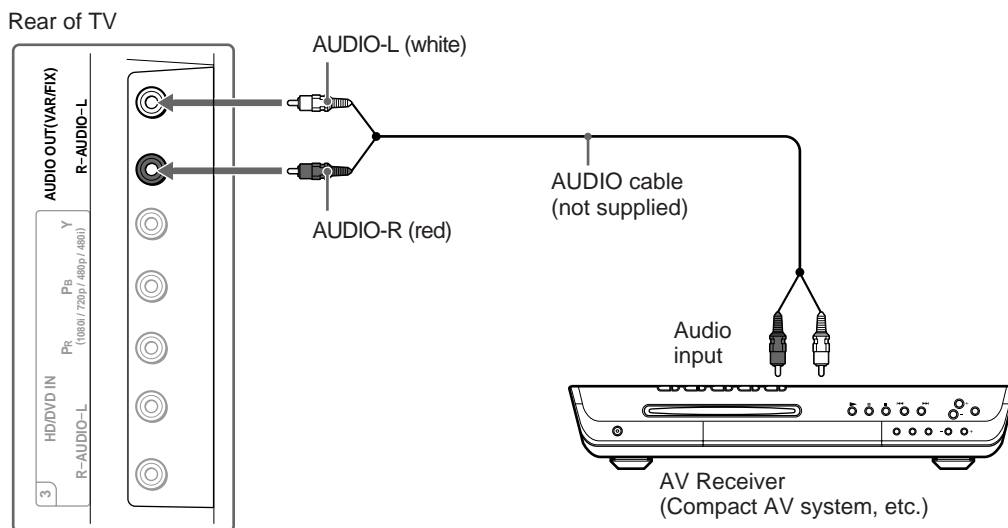 Rear of TV
AUDIO-L (white)
AUDIO OUT(VAR/FIX)
R-AUDIO-L
AUDIO cable
(not supplied)
AUDIO-R (red)
Y
PB
PR
(1080i / 720p / 480p / 480i)
HD/DVD IN
R-AUDIO-L
3
Audio
input
AV Receiver
(Compact AV system, etc.)